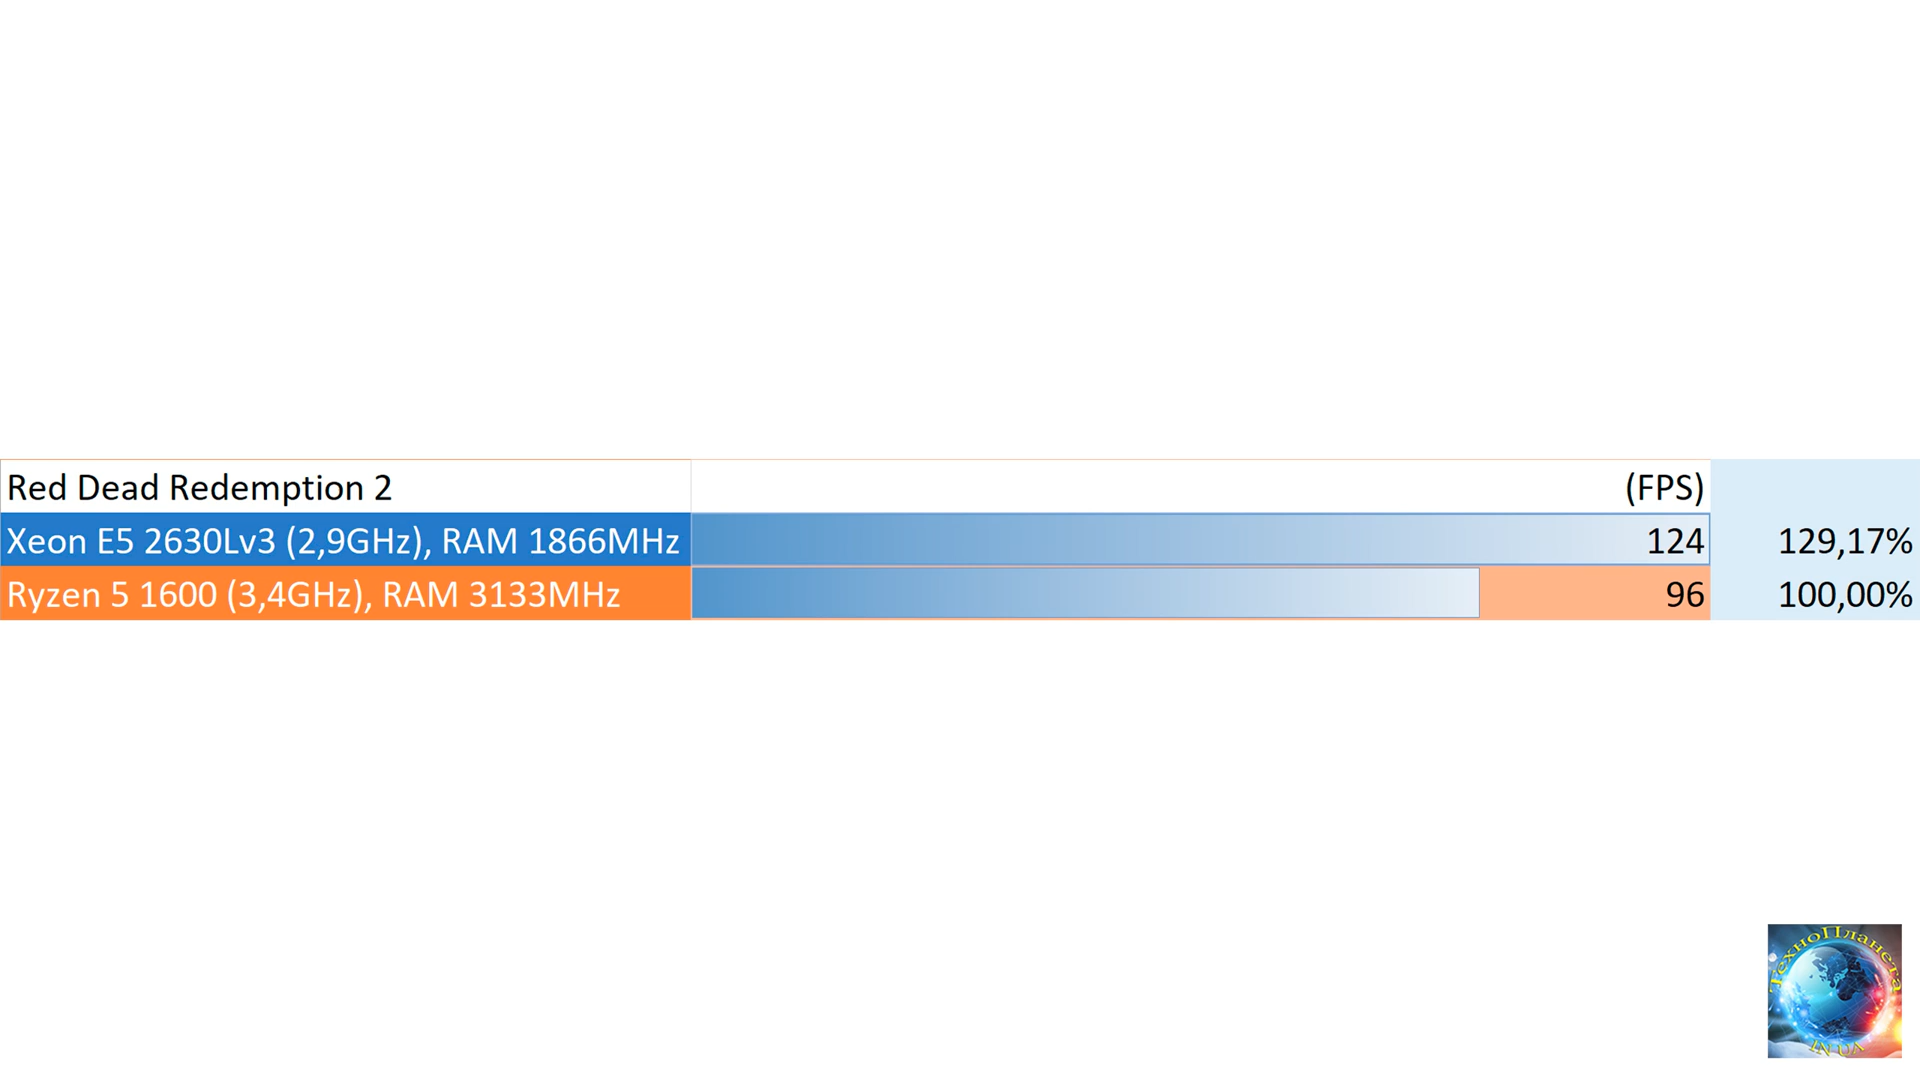 Red Dead Redemption 2 (FPS)
Xeon E5 2630Lv3 (2,9GHz), RAM 1866MHz 124 129,17%
Ryzen 5 1600 (3,4GHz), RAM 3133MHz 96 100,00%
ТехноПланета
IN UA